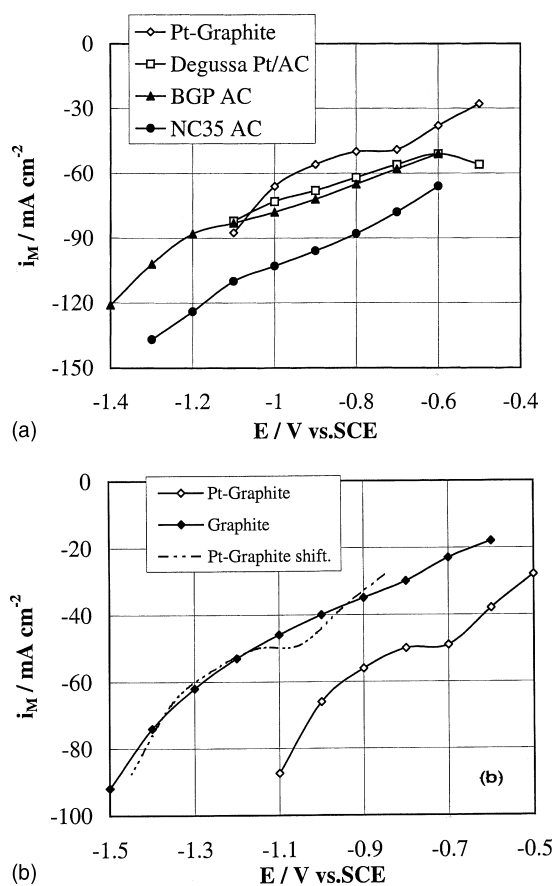 0
-30
-60
-90
-120
-150
i_M / mA cm⁻²
Pt-Graphite
Degussa Pt/AC
BGP AC
NC35 AC
-1.4 -1.2 -1 -0.8 -0.6 -0.4
(a)
E / V vs.SCE
0
-20
-40
-60
-80
-100
i_M / mA cm⁻²
Pt-Graphite
Graphite
Pt-Graphite shift.
(b)
-1.5 -1.3 -1.1 -0.9 -0.7 -0.5
(b)
E / V vs.SCE